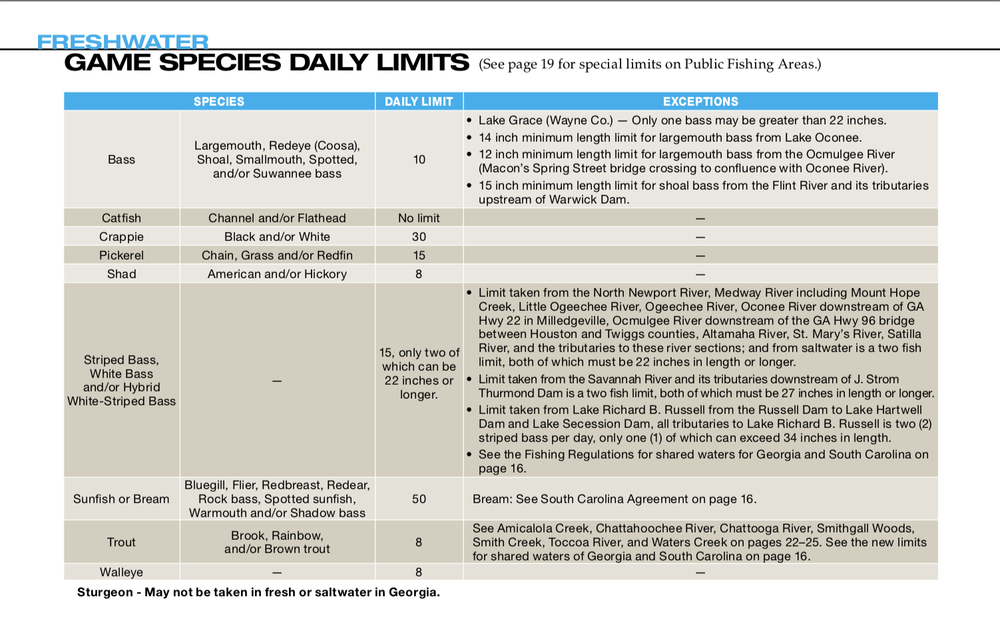 FRESHWATER
GAME SPECIES DAILY LIMITS (See page 19 for special limits on Public Fishing Areas.)
SPECIES DAILY LIMIT EXCEPTIONS
Bass
Largemouth, Redeye (Coosa),
Shoal, Smallmouth, Spotted,
and/or Suwannee bass
10
• Lake Grace (Wayne Co.) — Only one bass may be greater than 22 inches.
• 14 inch minimum length limit for largemouth bass from Lake Oconee.
• 12 inch minimum length limit for largemouth bass from the Ocmulgee River
(Macon's Spring Street bridge crossing to confluence with Oconee River).
• 15 inch minimum length limit for shoal bass from the Flint River and its tributaries
upstream of Warwick Dam.
Catfish Channel and/or Flathead No limit —
Crappie Black and/or White 30 —
Pickerel Chain, Grass and/or Redfin 15 —
Shad American and/or Hickory 8 —
Striped Bass,
White Bass
and/or Hybrid
White-Striped Bass
—
15, only two of
which can be
22 inches or
longer.
• Limit taken from the North Newport River, Medway River including Mount Hope
Creek, Little Ogeechee River, Ogeechee River, Oconee River downstream of GA
Hwy 22 in Milledgeville, Ocmulgee River downstream of the GA Hwy 96 bridge
between Houston and Twiggs counties, Altamaha River, St. Mary's River, Satilla
River, and the tributaries to these river sections; and from saltwater is a two fish
limit, both of which must be 22 inches in length or longer.
• Limit taken from the Savannah River and its tributaries downstream of J. Strom
Thurmond Dam is a two fish limit, both of which must be 27 inches in length or longer.
• Limit taken from Lake Richard B. Russell from the Russell Dam to Lake Hartwell
Dam and Lake Secession Dam, all tributaries to Lake Richard B. Russell is two (2)
striped bass per day, only one (1) of which can exceed 34 inches in length.
• See the Fishing Regulations for shared waters for Georgia and South Carolina on
page 16.
Sunfish or Bream
Bluegill, Flier, Redbreast, Redear,
Rock bass, Spotted sunfish,
Warmouth and/or Shadow bass
50
Bream: See South Carolina Agreement on page 16.
Trout
Brook, Rainbow,
and/or Brown trout
8
See Amicalola Creek, Chattahoochee River, Chattooga River, Smithgall Woods,
Smith Creek, Toccoa River, and Waters Creek on pages 22–25. See the new limits
for shared waters of Georgia and South Carolina on page 16.
Walleye — 8 —
Sturgeon - May not be taken in fresh or saltwater in Georgia.